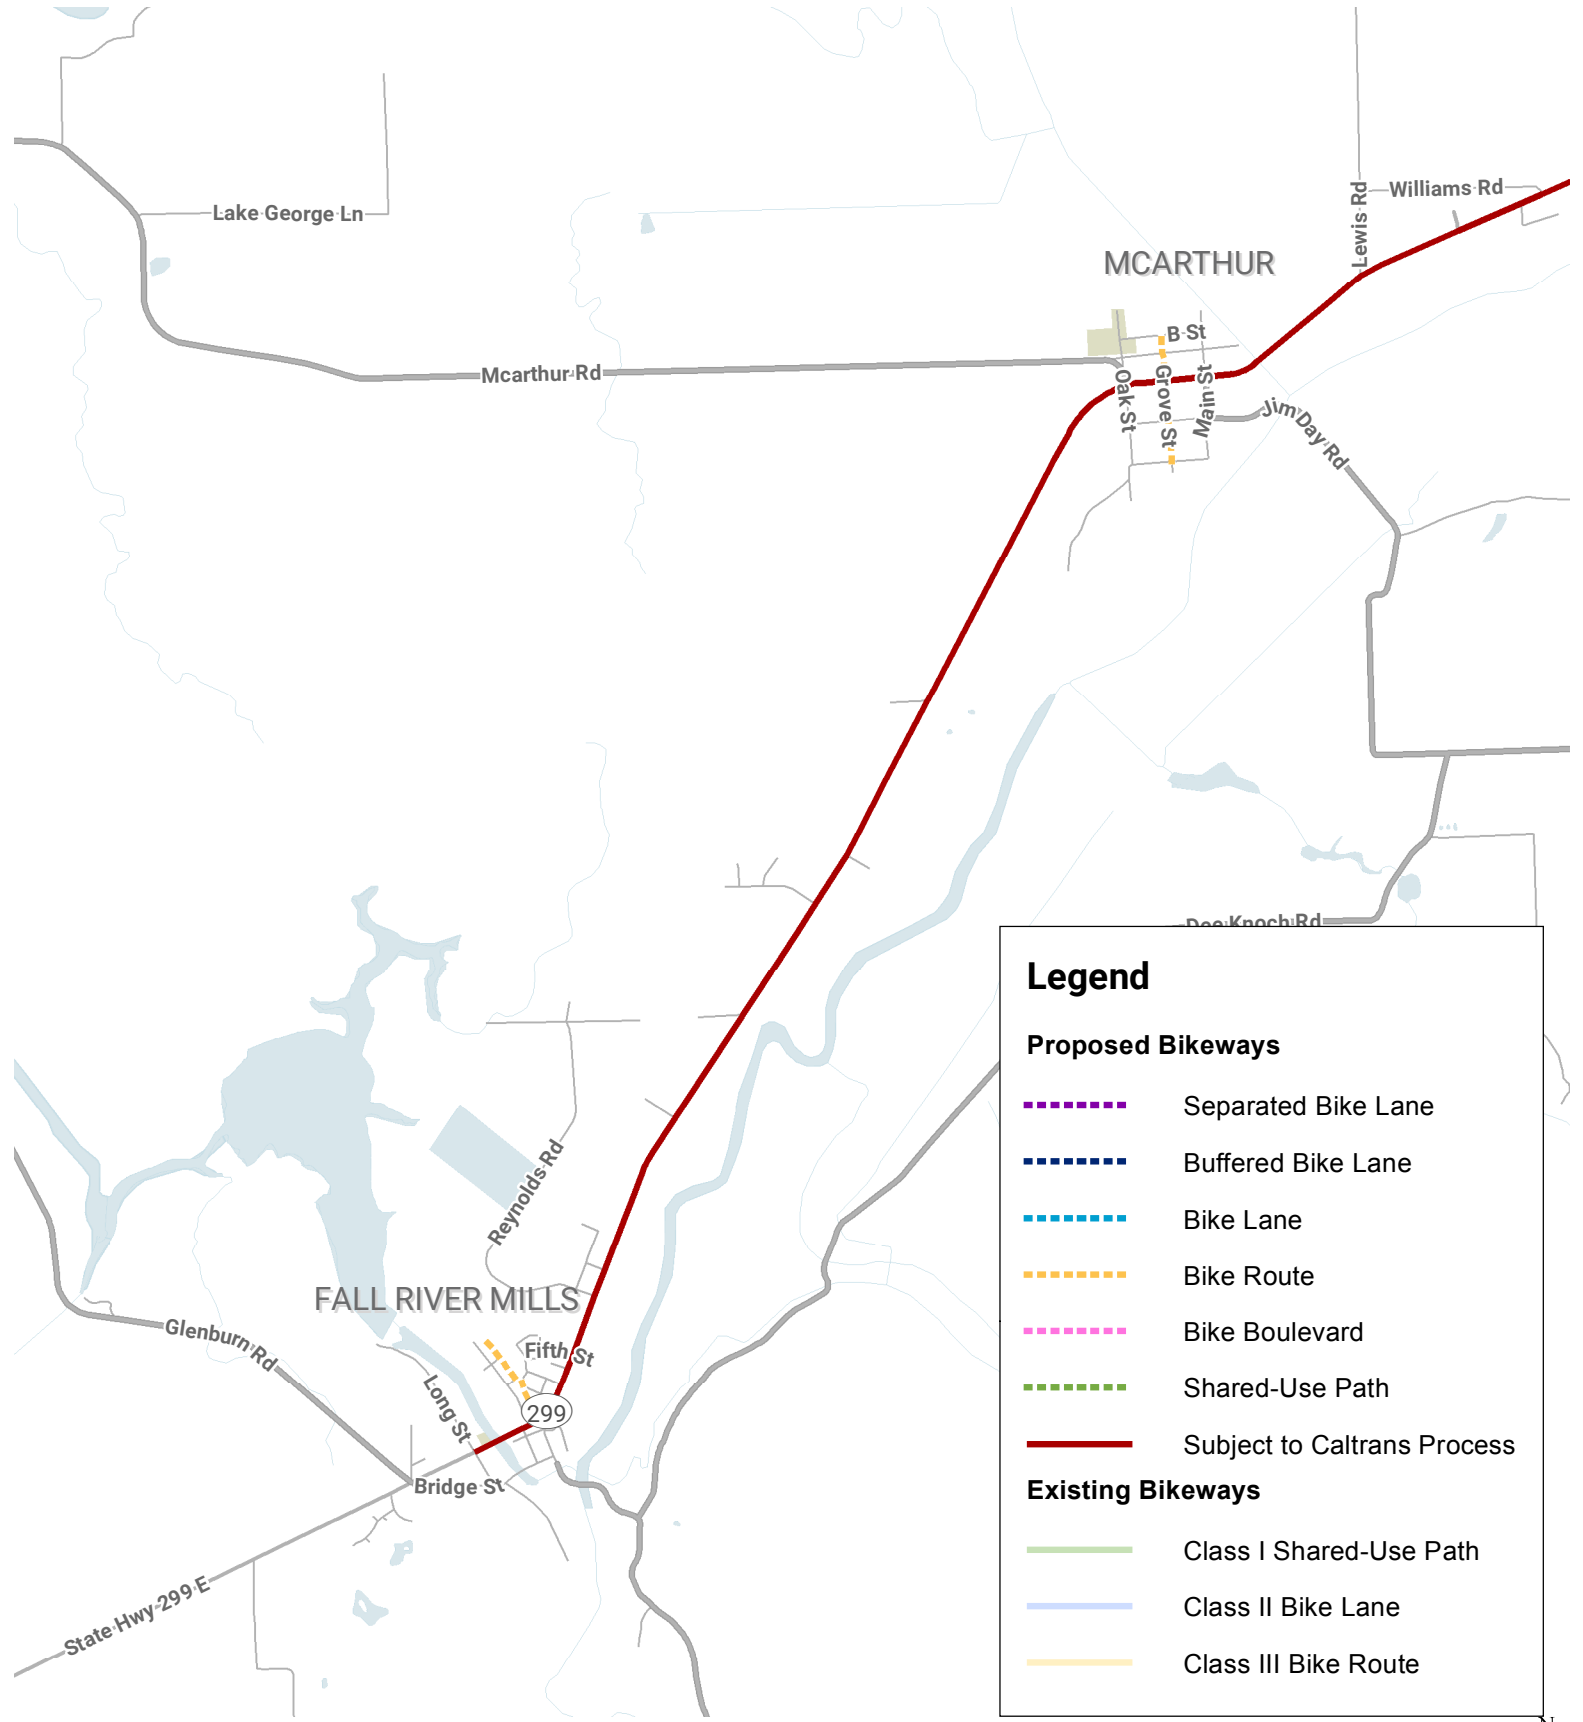 Williams Rd
Lewis Rd
Lake George Ln
MCARTHUR
B St
Mcarthur Rd
Oak St
Grove St
Main St
Jim Day Rd
Dee Knoch Rd
Legend
Proposed Bikeways
Separated Bike Lane
Buffered Bike Lane
Bike Lane
Bike Route
Bike Boulevard
Shared-Use Path
Subject to Caltrans Process
Existing Bikeways
Class I Shared-Use Path
Class II Bike Lane
Class III Bike Route
Reynolds Rd
FALL RIVER MILLS
Glenburn Rd
Fifth St
Long St
299
Bridge St
State Hwy 299 E